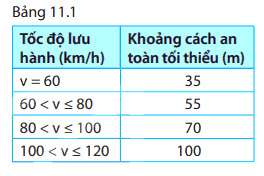 Bảng 11.1
Tốc độ lưu hành (km/h) Khoảng cách an toàn tối thiểu (m)
v = 60 35
60 < v ≤ 80 55
80 < v ≤ 100 70
100 < v ≤ 120 100